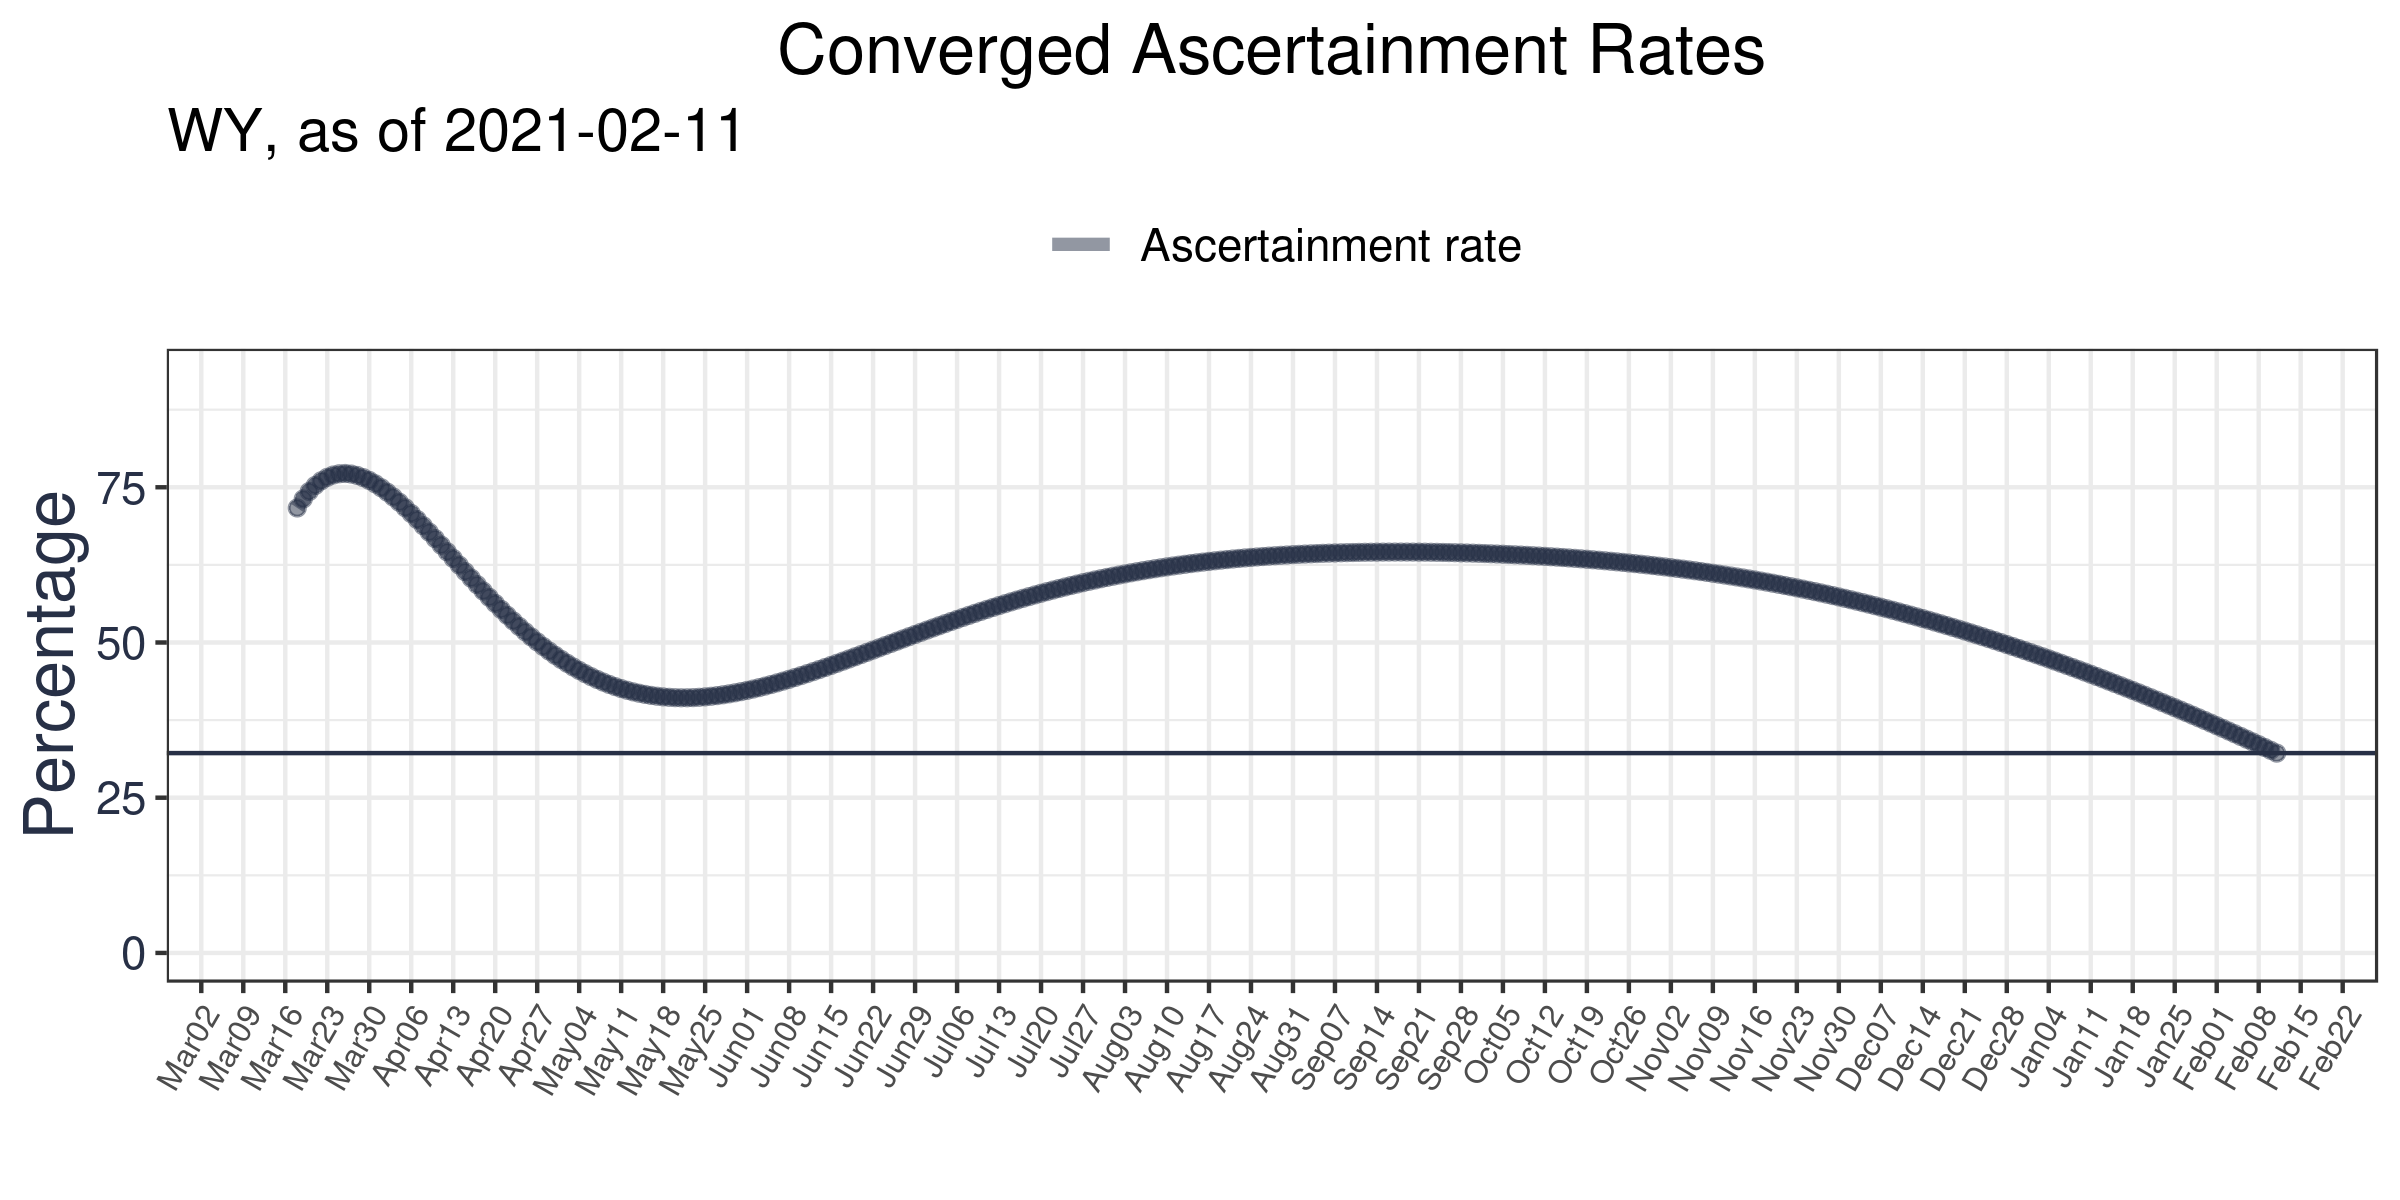 Converged Ascertainment Rates
WY, as of 2021-02-11
Ascertainment rate
Percentage
75
50
25
0
Mar02
Mar09
Mar16
Mar23
Mar30
Apr06
Apr13
Apr20
Apr27
May04
May11
May18
May25
Jun01
Jun08
Jun15
Jun22
Jun29
Jul06
Jul13
Jul20
Jul27
Aug03
Aug10
Aug17
Aug24
Aug31
Sep07
Sep14
Sep21
Sep28
Oct05
Oct12
Oct19
Oct26
Nov02
Nov09
Nov16
Nov23
Nov30
Dec07
Dec14
Dec21
Dec28
Jan04
Jan11
Jan18
Jan25
Feb01
Feb08
Feb15
Feb22